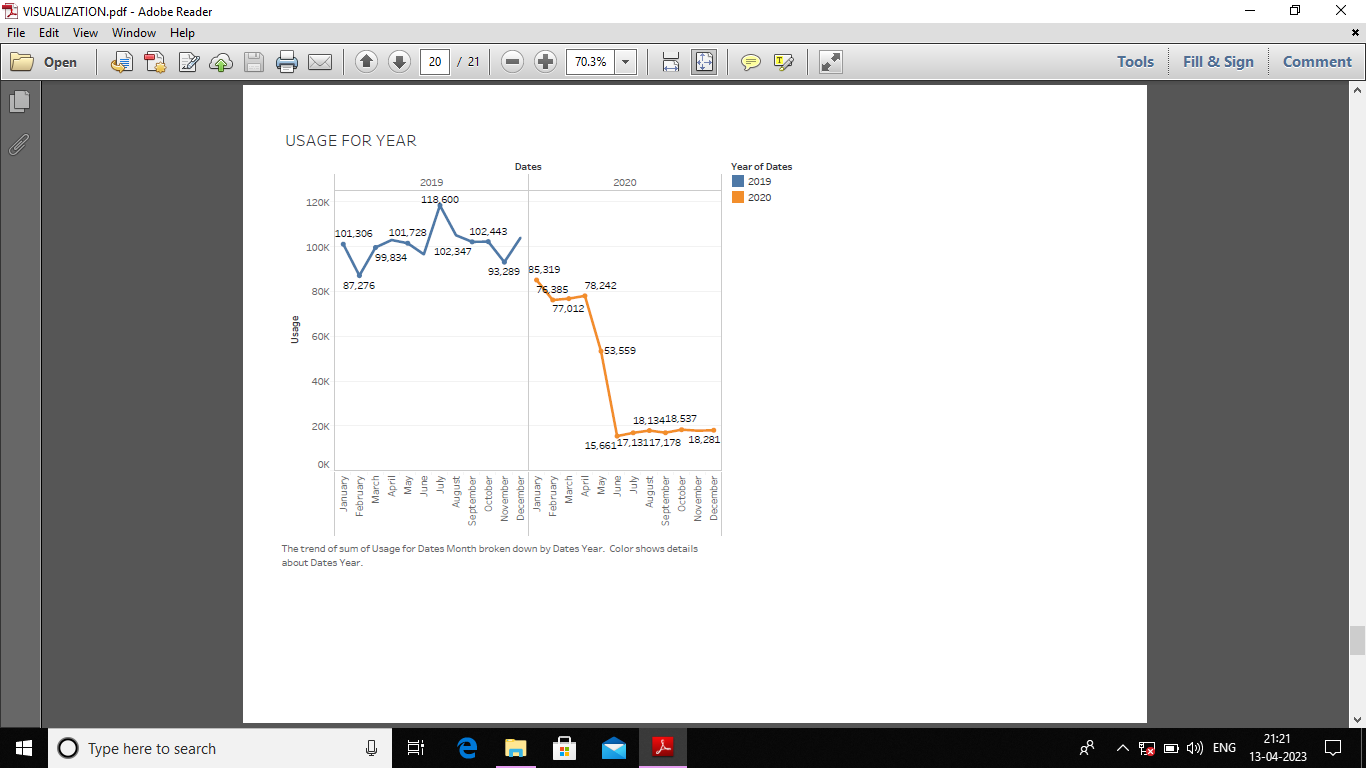 VISUALIZATION.pdf - Adobe Reader
File Edit View Window Help
Open 20 / 21 70.3% Tools Fill & Sign Comment
USAGE FOR YEAR
Dates
2019 2020
Year of Dates
2019
2020
Usage
120K
100K
80K
60K
40K
20K
0K
118,600
101,306
101,728
102,443
99,834
102,347
93,289
87,276
85,319
76,385
78,242
77,012
53,559
18,134
18,537
15,661
17,131
17,178
18,281
January
February
March
April
May
June
July
August
September
October
November
December
January
February
March
April
May
June
July
August
September
October
November
December
The trend of sum of Usage for Dates Month broken down by Dates Year. Color shows details
about Dates Year.
Type here to search
ENG
21:21
13-04-2023